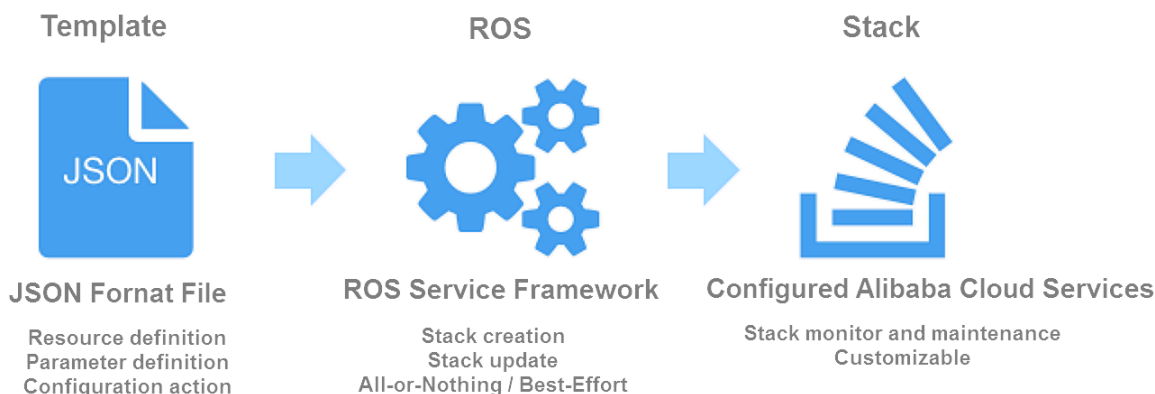 Template
JSON
JSON Fornat File
Resource definition
Parameter definition
Configuration action
ROS
ROS Service Framework
Stack creation
Stack update
All-or-Nothing / Best-Effort
Stack
Configured Alibaba Cloud Services
Stack monitor and maintenance
Customizable